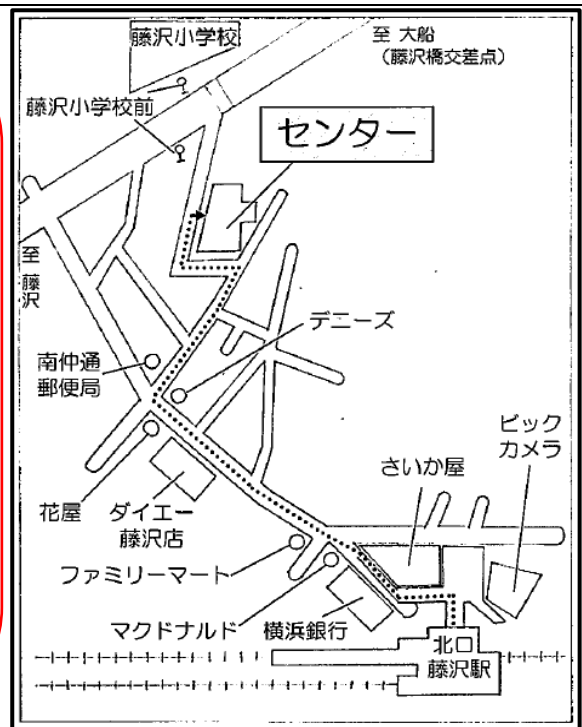 藤沢小学校
至 大船
（藤沢橋交差点）
藤沢小学校前
センター
至
藤
沢
デニーズ
南仲通
郵便局
ビック
カメラ
さいか屋
花屋
ダイエー
藤沢店
ファミリーマート
マクドナルド
横浜銀行
北口
藤沢駅